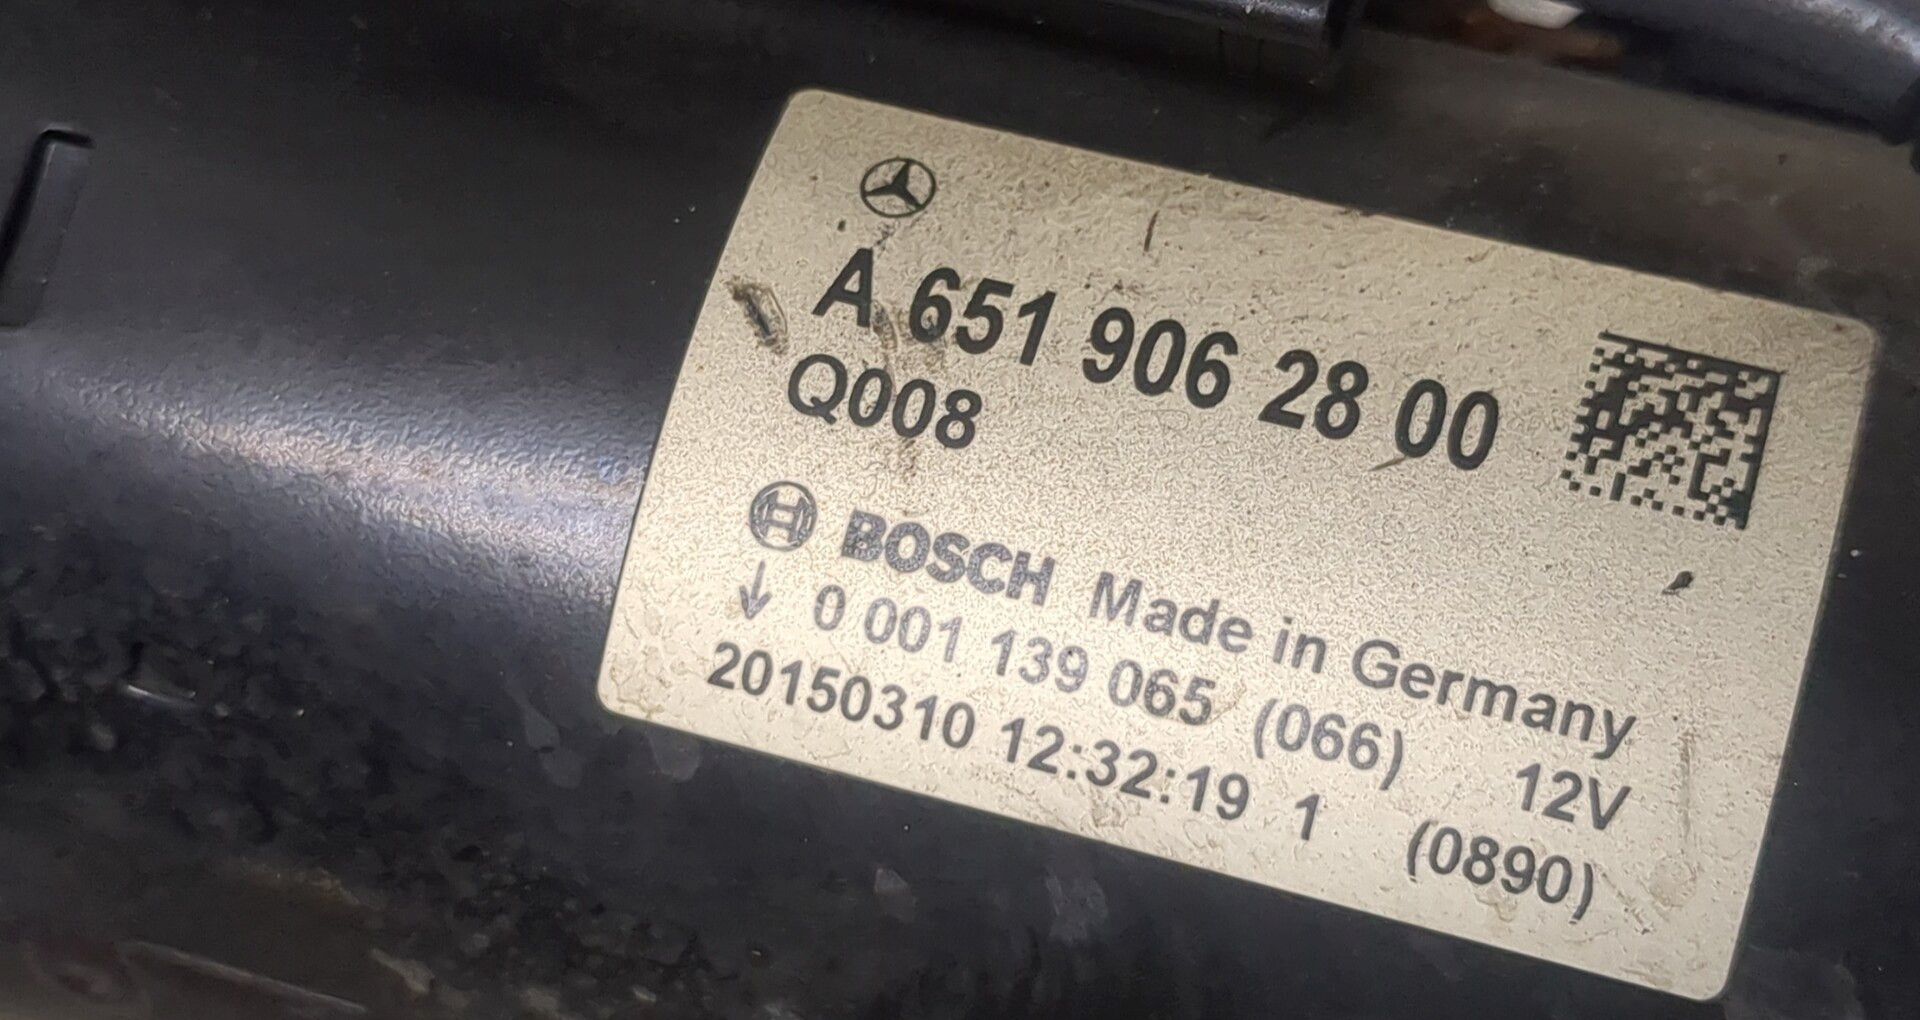 A 651 906 28 00
Q008
BOSCH Made in Germany
↓ 0 001 139 065 (066) 12V
20150310 12:32:19 1 (0890)